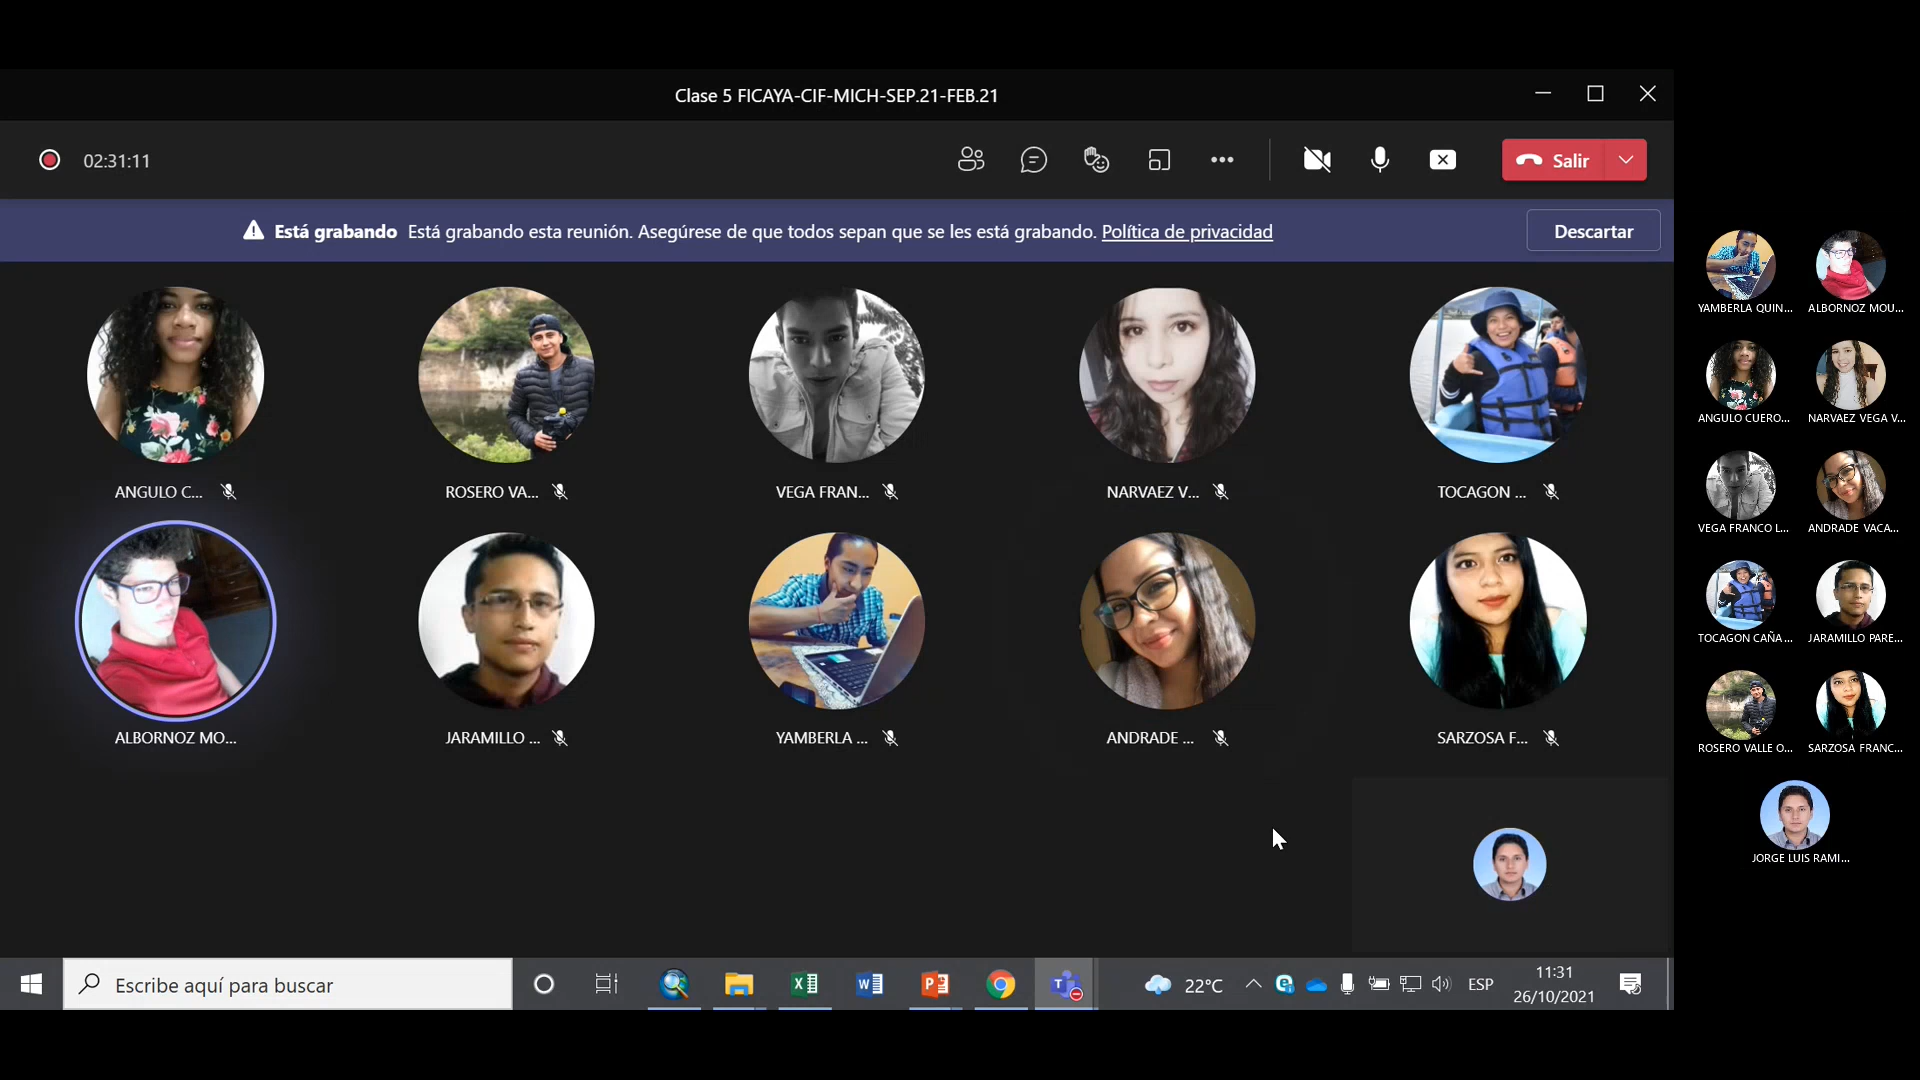 Clase 5 FICAYA-CIF-MICH-SEP.21-FEB.21
02:31:11
Salir
Está grabando Está grabando esta reunión. Asegúrese de que todos sepan que se les está grabando. Política de privacidad
Descartar
ANGULO C... ROSERO VA... VEGA FRAN... NARVAEZ V... TOCAGON ...
ALBORNOZ MO... JARAMILLO ... YAMBERLA ... ANDRADE ... SARZOSA F...
YAMBERLA QUIN... ALBORNOZ MOU...
ANGULO CUERO... NARVAEZ VEGA V...
VEGA FRANCO L... ANDRADE VACA...
TOCAGON CAÑA... JARAMILLO PARE...
ROSERO VALLE O... SARZOSA FRANC...
JORGE LUIS RAMI...
Escribe aquí para buscar
22°C
ESP
11:31
26/10/2021